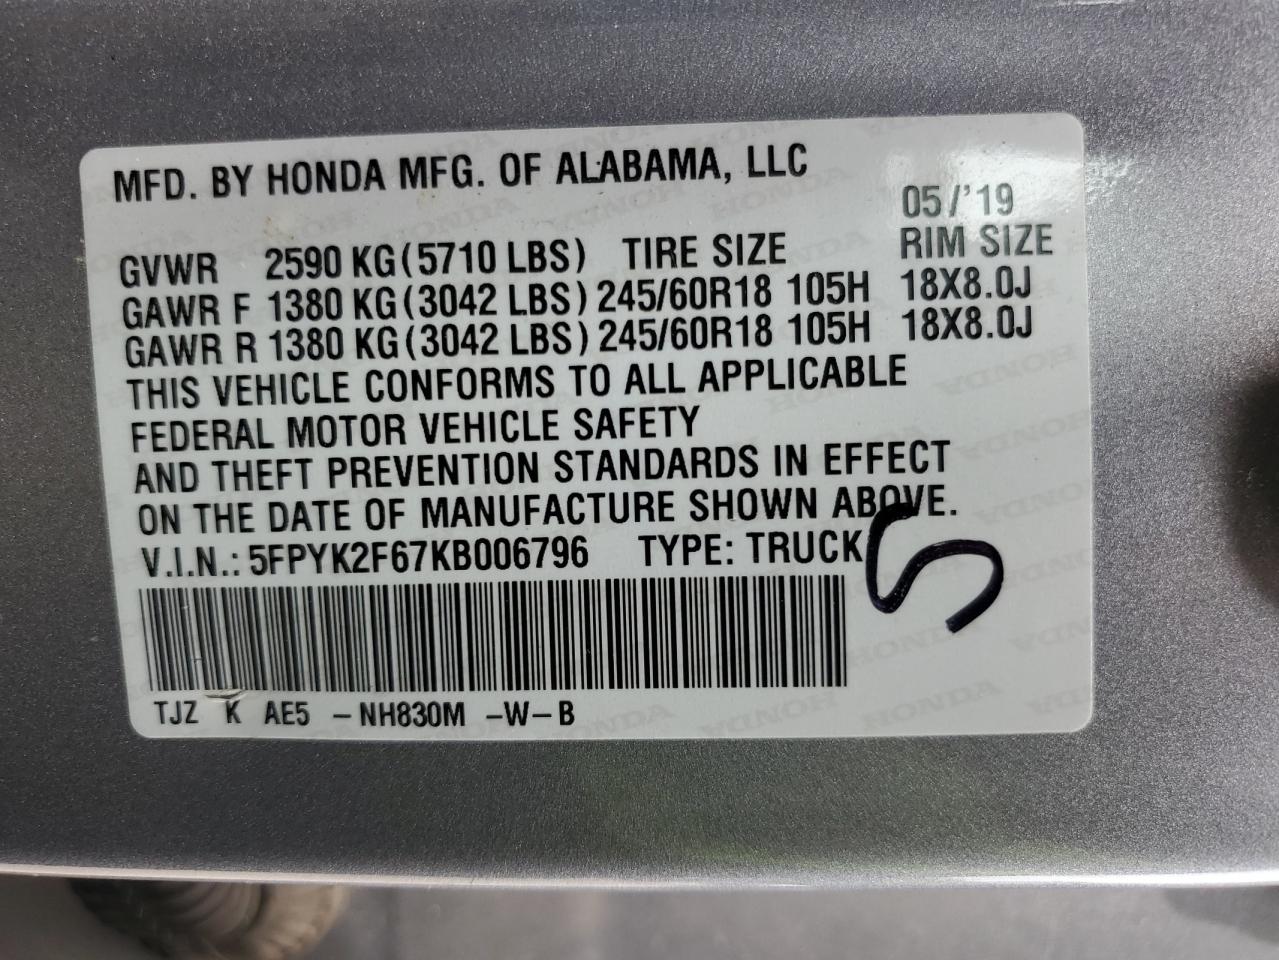 MFD. BY HONDA MFG. OF ALABAMA, LLC
05/'19
GVWR 2590 KG (5710 LBS) TIRE SIZE RIM SIZE
GAWR F 1380 KG (3042 LBS) 245/60R18 105H 18X8.0J
GAWR R 1380 KG (3042 LBS) 245/60R18 105H 18X8.0J
THIS VEHICLE CONFORMS TO ALL APPLICABLE
FEDERAL MOTOR VEHICLE SAFETY
AND THEFT PREVENTION STANDARDS IN EFFECT
ON THE DATE OF MANUFACTURE SHOWN ABOVE.
V.I.N.: 5FPYK2F67KB006796 TYPE: TRUCK
TJZ K AE5 -NH830M -W-B